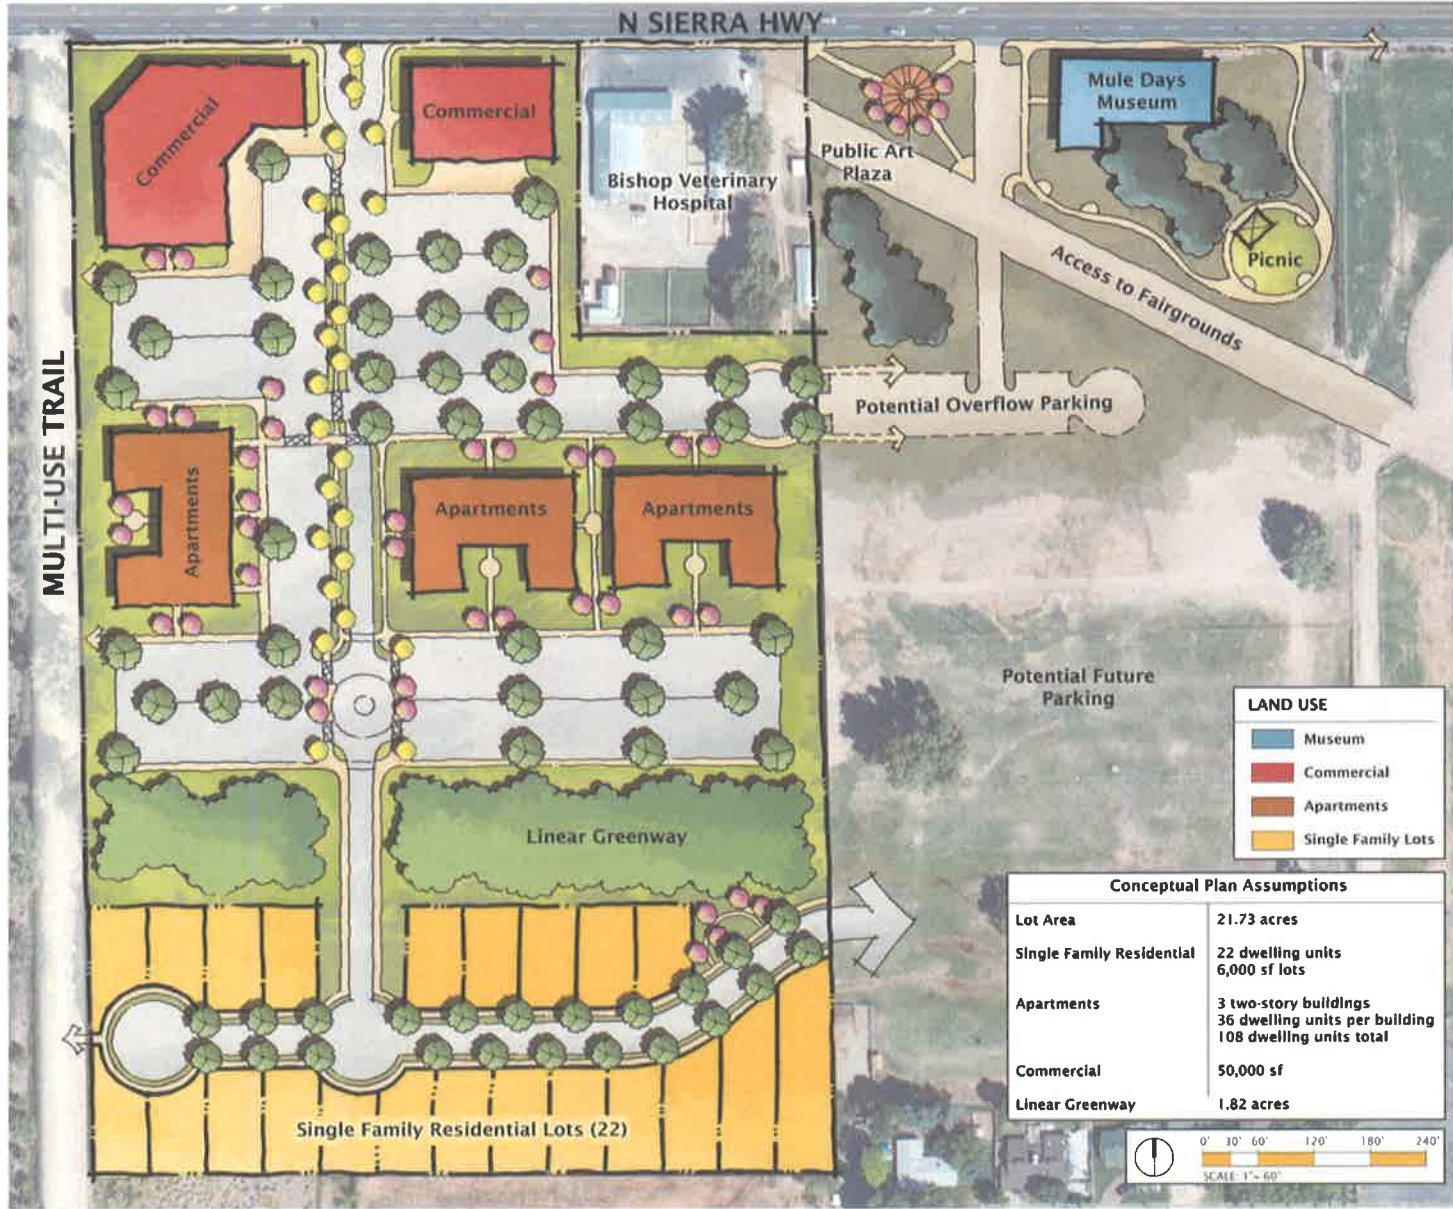 N SIERRA HWY
Commercial
Commercial
Bishop Veterinary
Hospital
Public Art
Plaza
Mule Days
Museum
Picnic
Access to Fairgrounds
MULTI-USE TRAIL
Potential Overflow Parking
Apartments
Apartments
Apartments
Potential Future
Parking
Linear Greenway
Single Family Residential Lots (22)
LAND USE
Museum
Commercial
Apartments
Single Family Lots
Conceptual Plan Assumptions
Lot Area 21.73 acres
Single Family Residential 22 dwelling units
6,000 sf lots
Apartments 3 two-story buildings
36 dwelling units per building
108 dwelling units total
Commercial 50,000 sf
Linear Greenway 1.82 acres
0' 30' 60' 120' 180' 240'
SCALE: 1"= 60'